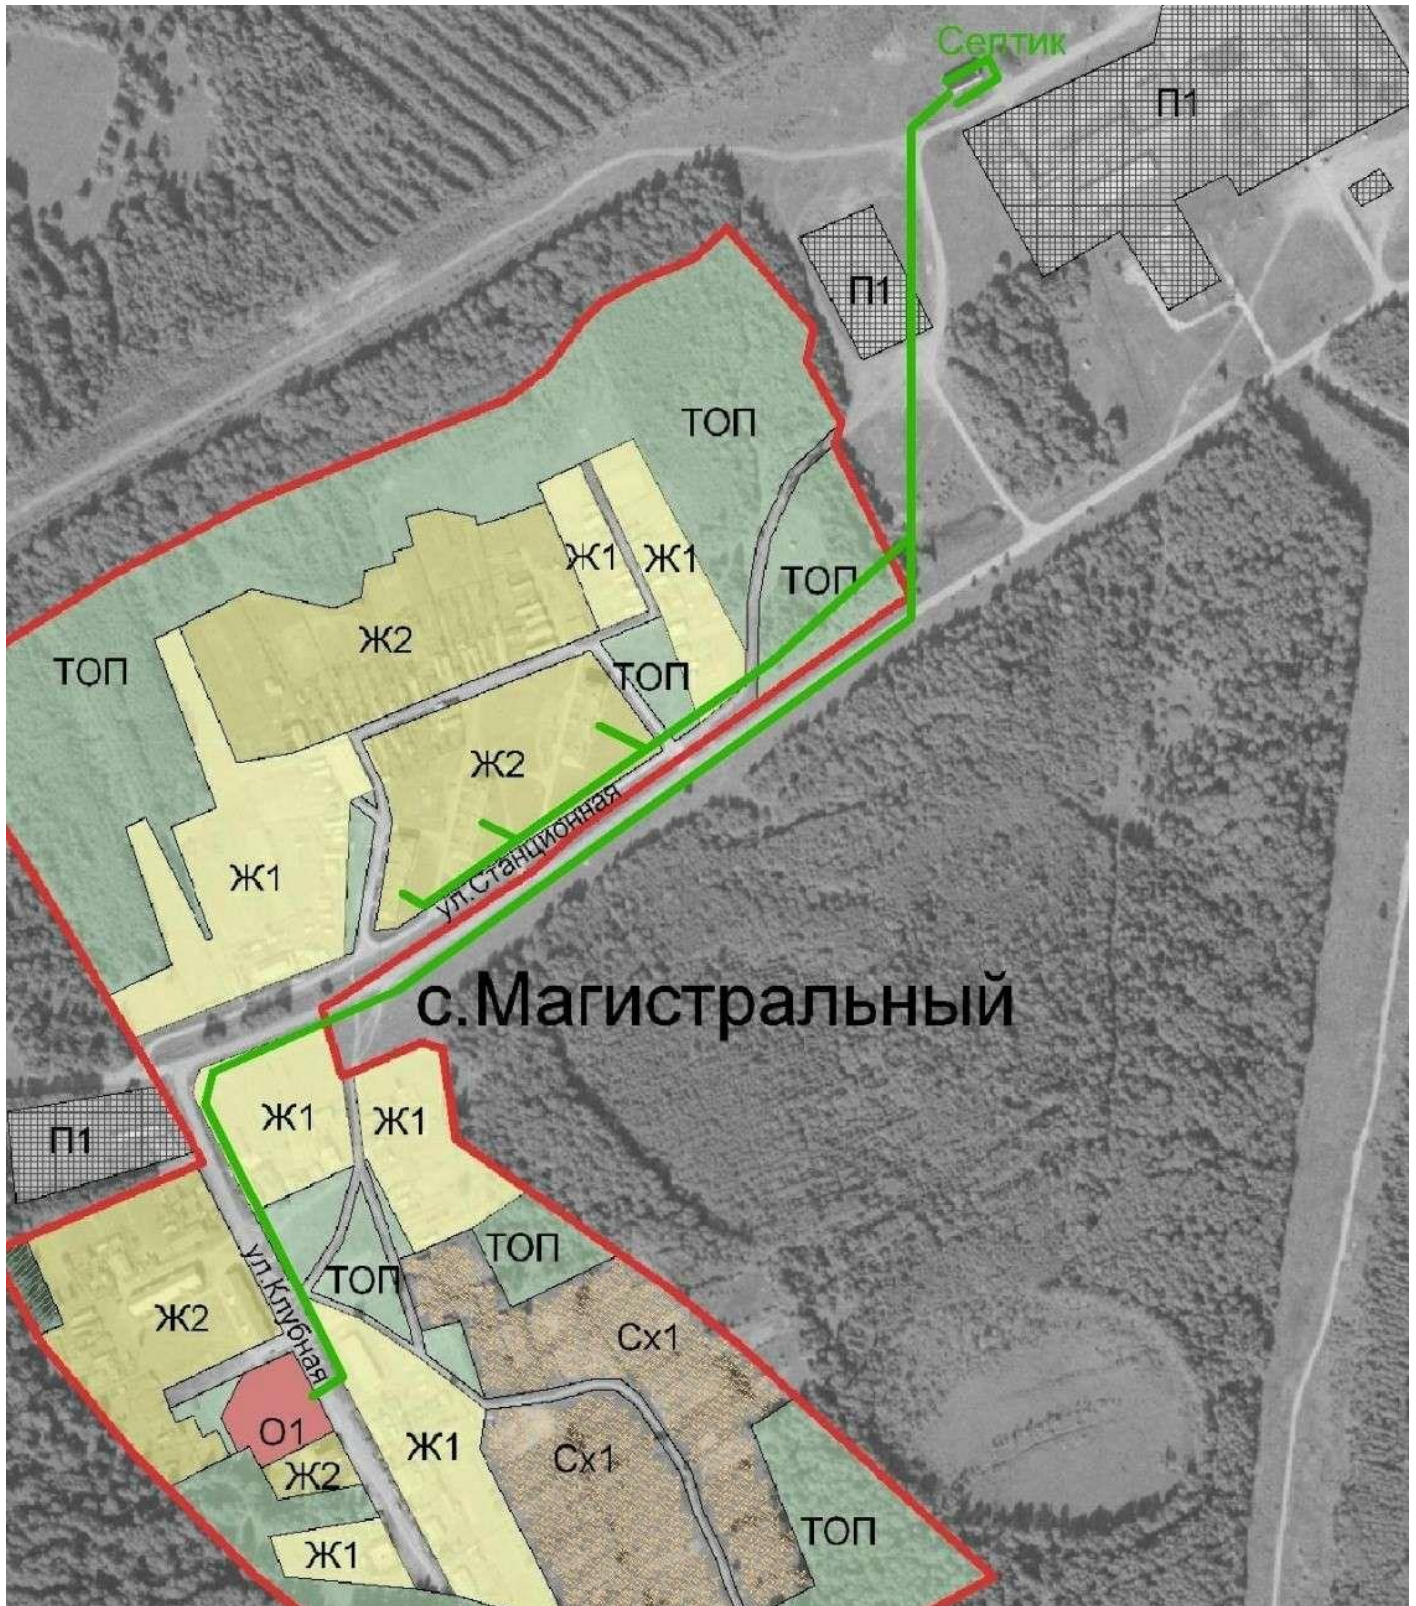 Септик
П1
П1
ТОП
Ж1
Ж1
ТОП
Ж2
ТОП
ТОП
Ж2
ул.Станционная
Ж1
с.Магистральный
Ж1
Ж1
П1
ТОП
ТОП
ул.Клубная
Ж2
Сх1
О1
Ж1
Сх1
Ж2
ТОП
Ж1